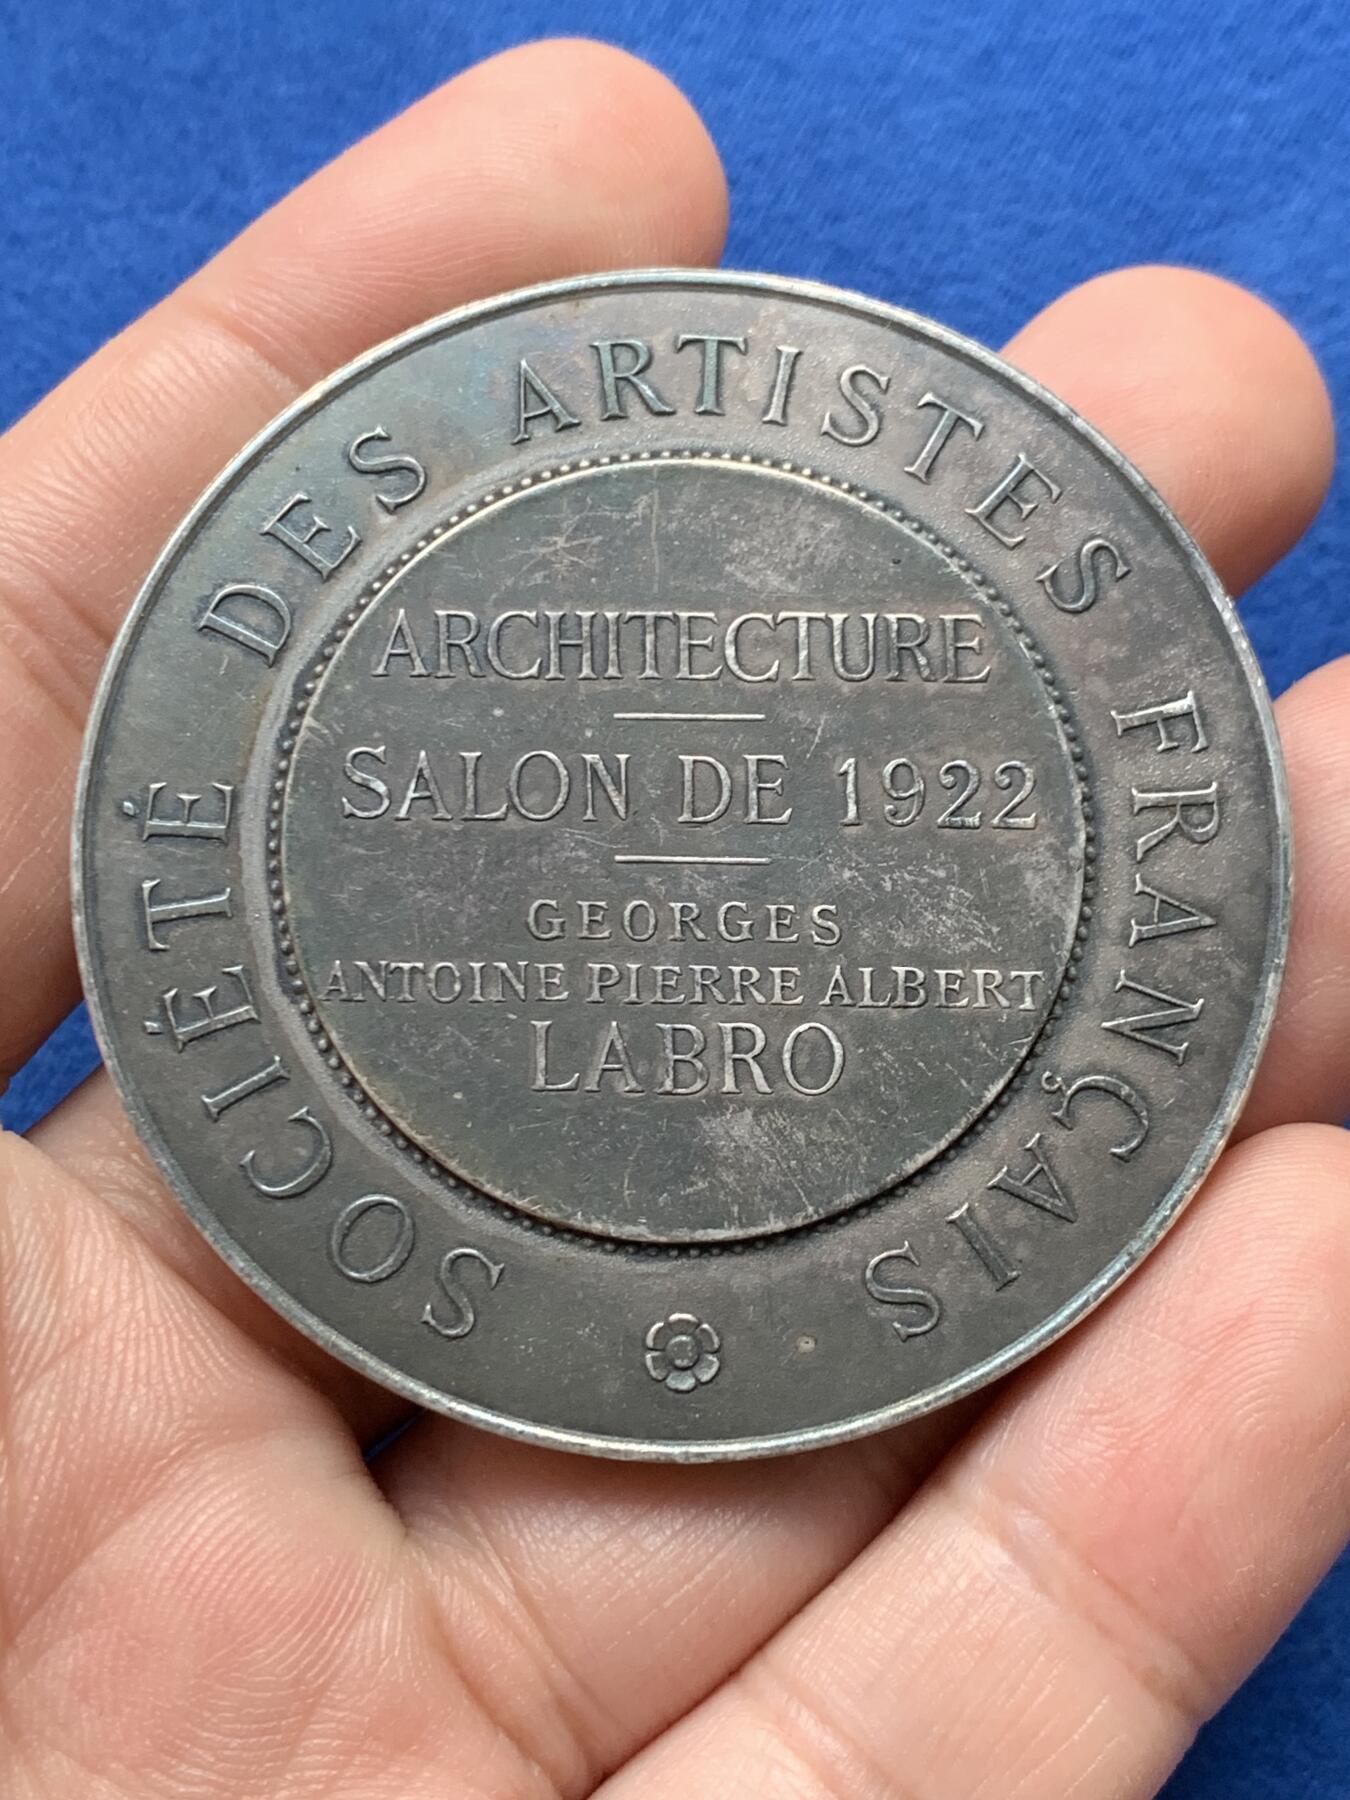 SOCIÉTÉ DES ARTISTES FRANÇAIS
ARCHITECTURE
SALON DE 1922
GEORGES
ANTOINE PIERRE ALBERT
LABRO